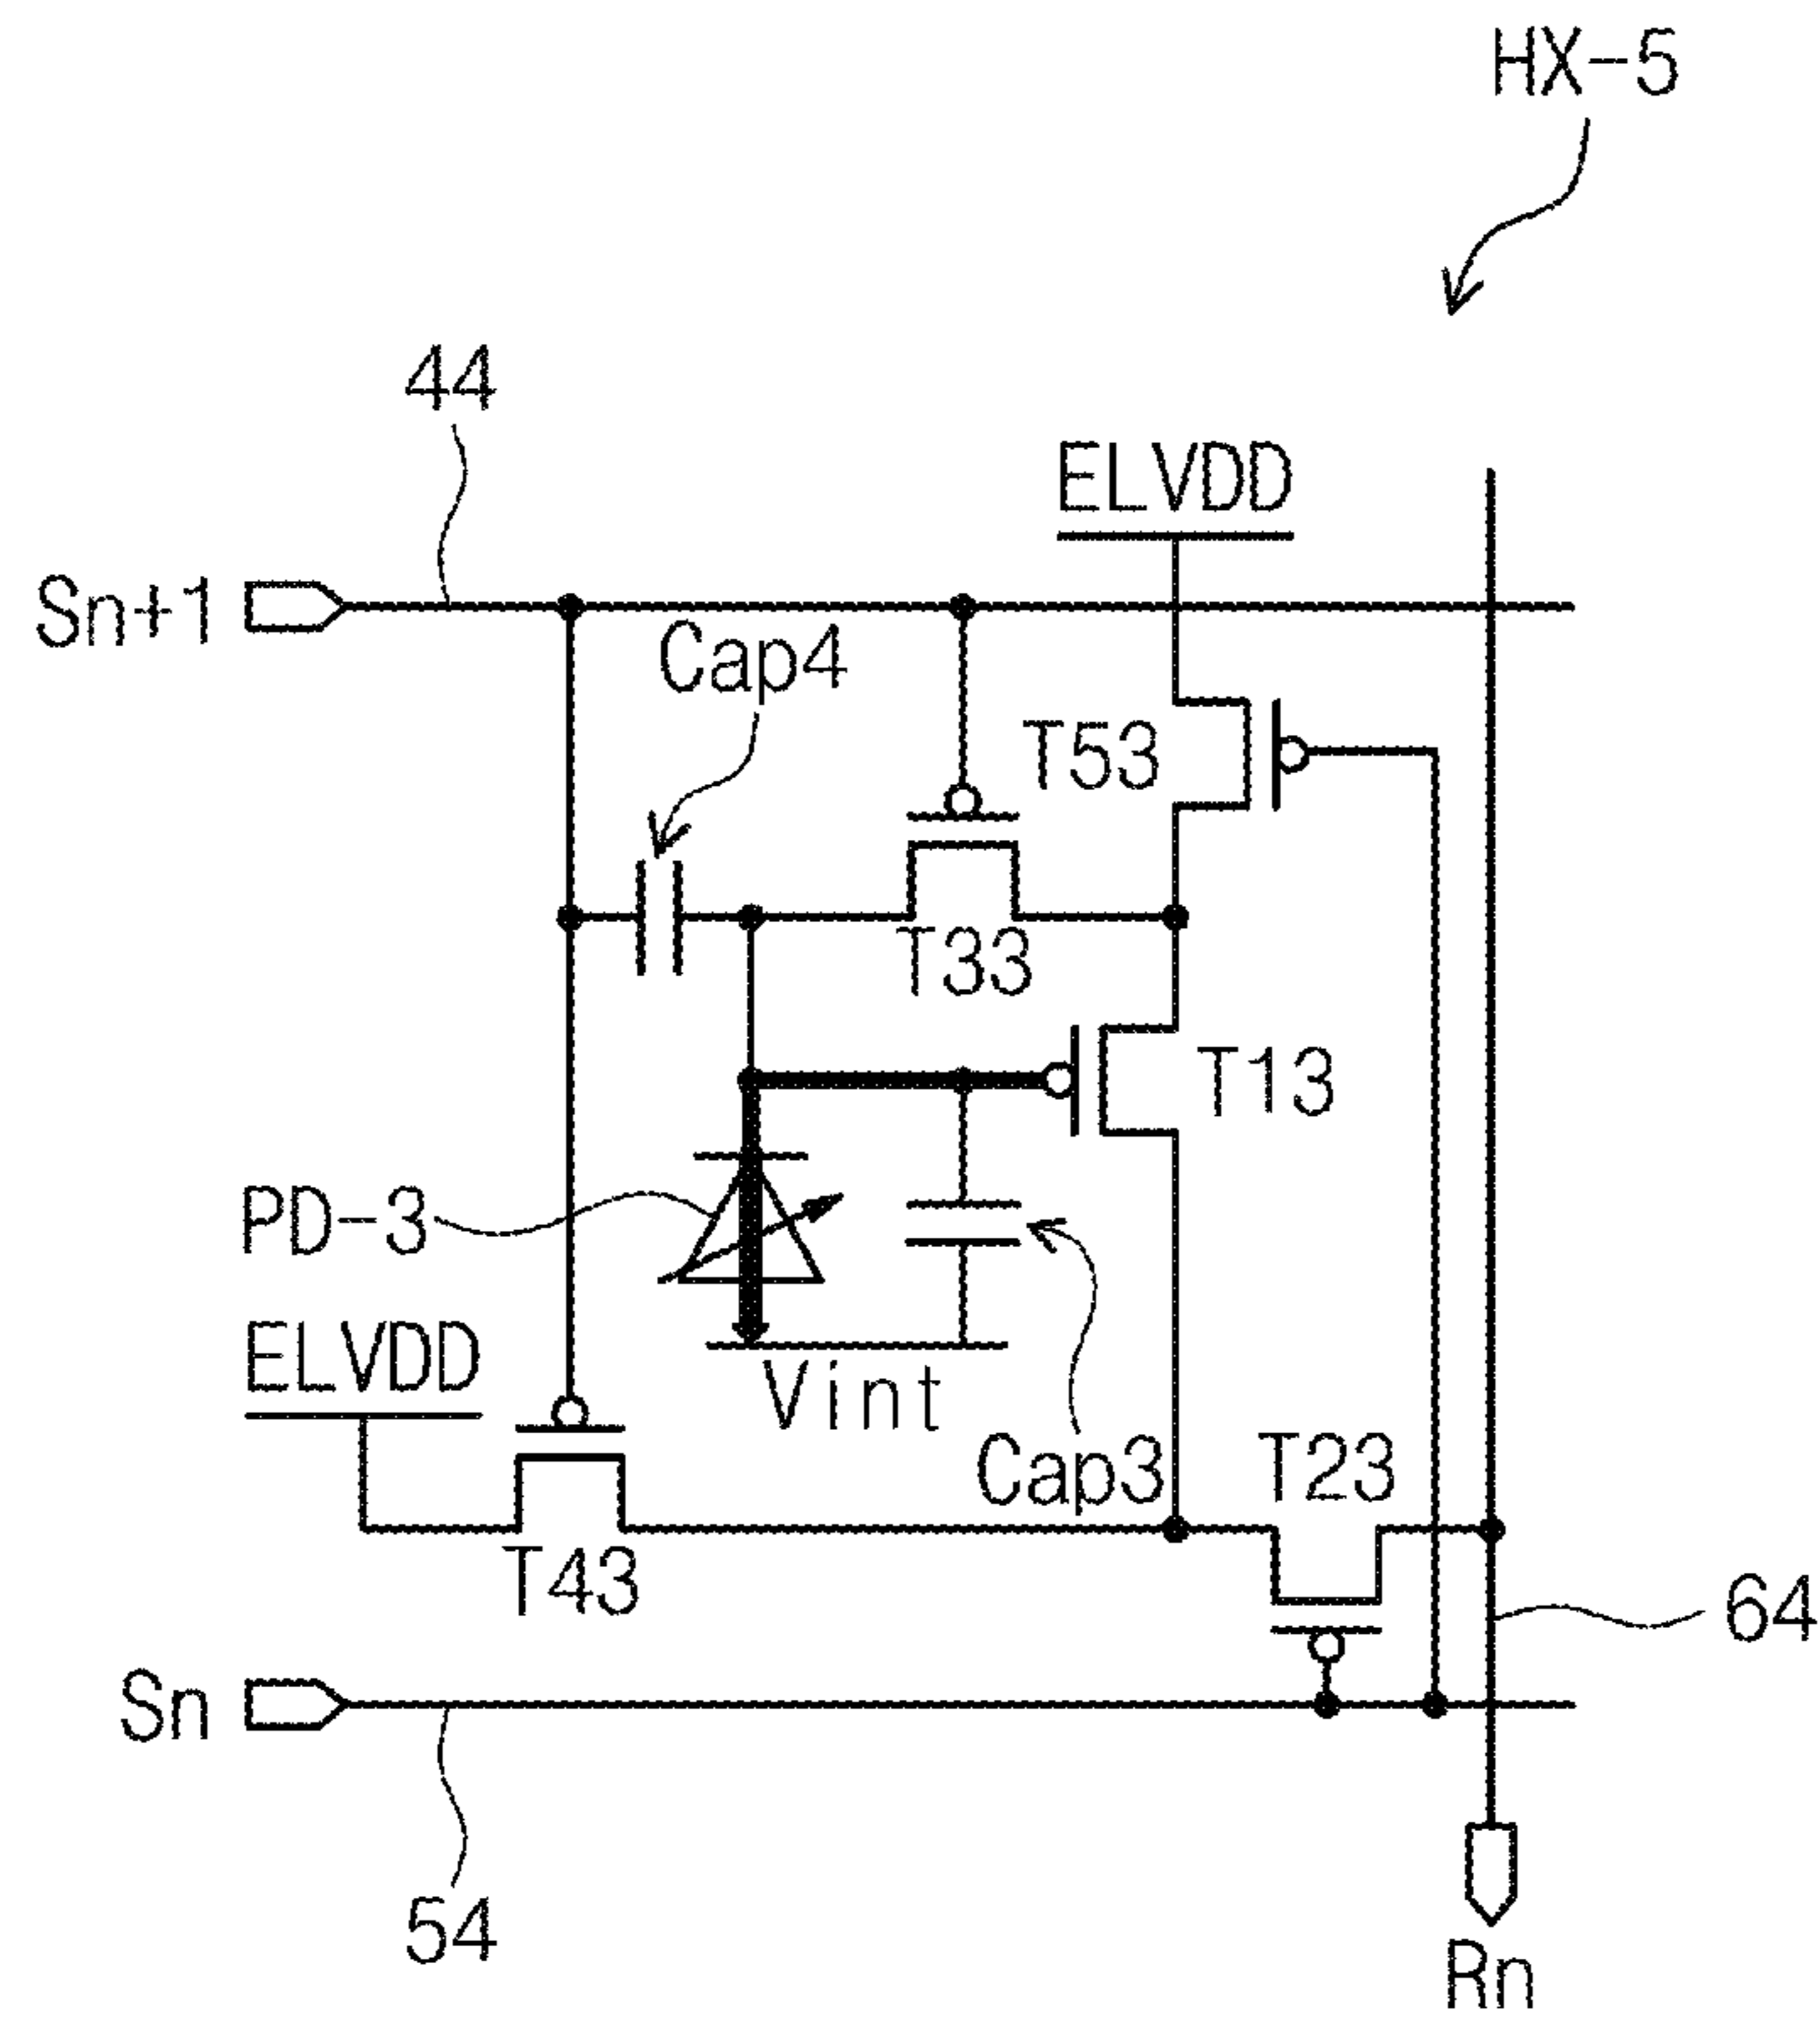 HX-5
44
ELVDD
Sn+1
Cap4
T53
T33
T13
PD-3
ELVDD
Vint
Cap3
T23
T43
64
Sn
54
Rn